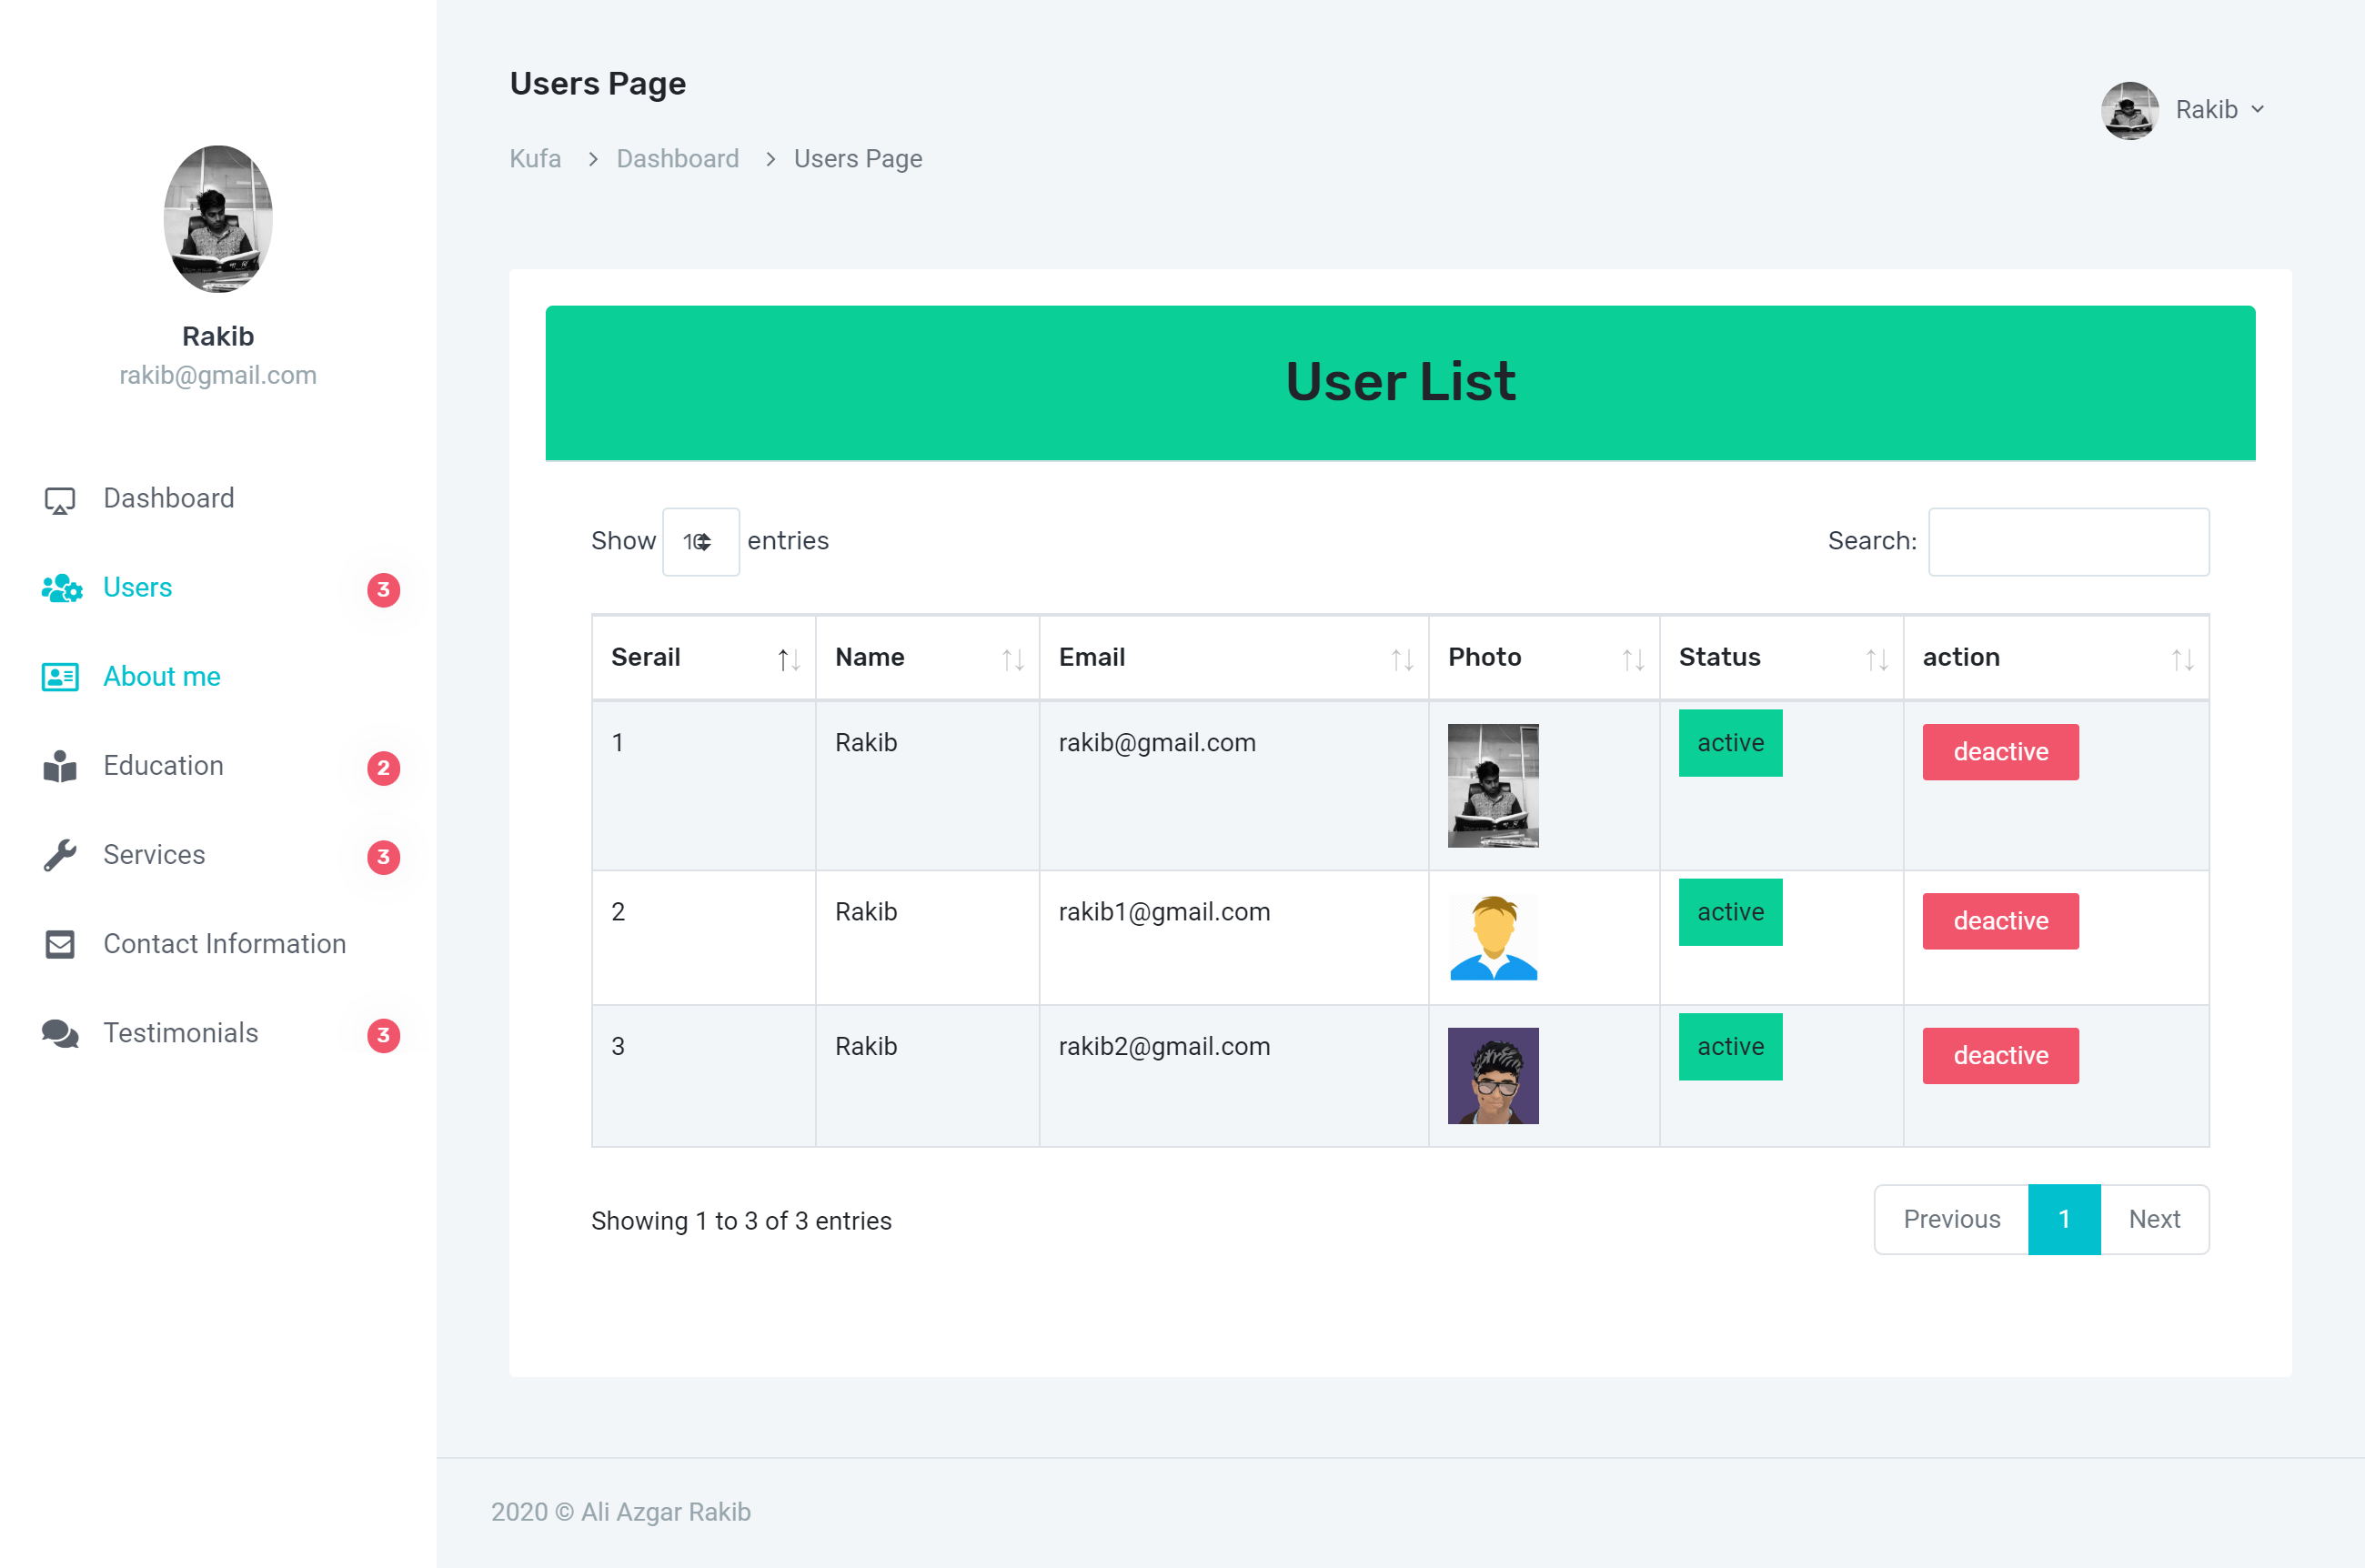 Users Page
Rakib
Kufa > Dashboard > Users Page
Rakib
rakib@gmail.com
Dashboard
Users 3
About me
Education 2
Services 3
Contact Information
Testimonials 3
User List
Show 10 entries
Search:
Serail Name Email Photo Status action
1 Rakib rakib@gmail.com active deactive
2 Rakib rakib1@gmail.com active deactive
3 Rakib rakib2@gmail.com active deactive
Showing 1 to 3 of 3 entries
Previous 1 Next
2020 © Ali Azgar Rakib